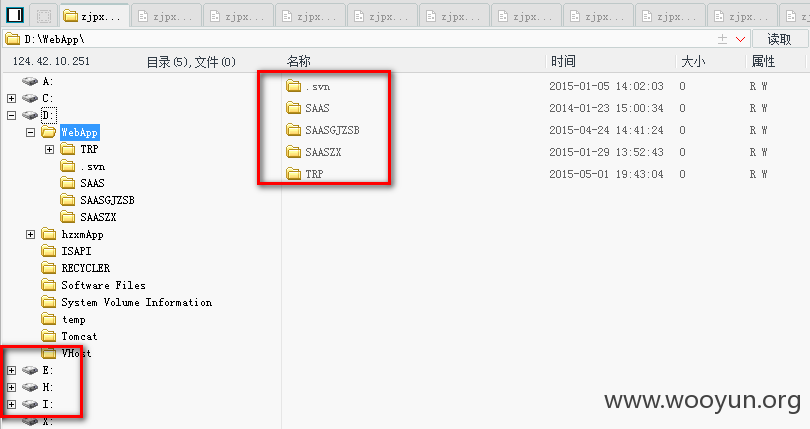 zjpx... zjpx... zjpx... zjpx... zjpx... zjpx... zjpx... zjpx... zjpx... zjpx...
D:\WebApp\ 读取
124.42.10.251 目录(5),文件(0) 名称 时间 大小 属性
A:
C:
D:
WebApp
TRP
.svn
SAAS
SAASGJZSB
SAASZX
hzxmApp
ISAPI
RECYCLER
Software Files
System Volume Information
temp
Tomcat
VHost
E:
H:
I:
X:
.svn 2015-01-05 14:02:03 0 R W
SAAS 2014-01-23 15:00:34 0 R W
SAASGJZSB 2015-04-24 14:41:24 0 R W
SAASZX 2015-01-29 13:52:43 0 R W
TRP 2015-05-01 19:43:04 0 R W
www.wooyun.org